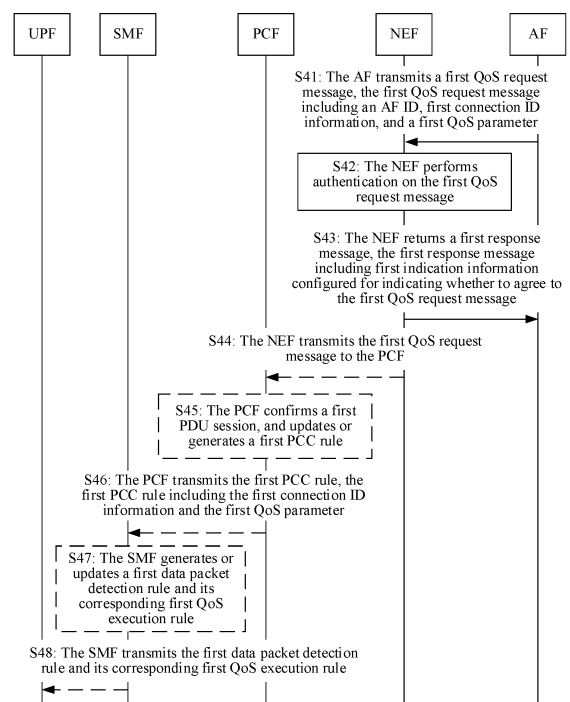 UPF
SMF
PCF
NEF
AF
S41: The AF transmits a first QoS request
message, the first QoS request message
including an AF ID, first connection ID
information, and a first QoS parameter
S42: The NEF performs
authentication on the first QoS
request message
S43: The NEF returns a first response
message, the first response message
including first indication information
configured for indicating whether to agree to
the first QoS request message
S44: The NEF transmits the first QoS request
message to the PCF
S45: The PCF confirms a first
PDU session, and updates or
generates a first PCC rule
S46: The PCF transmits the first PCC rule, the
first PCC rule including the first connection ID
information and the first QoS parameter
S47: The SMF generates or
updates a first data packet
detection rule and its
corresponding first QoS
execution rule
S48: The SMF transmits the first data packet detection
rule and its corresponding first QoS execution rule